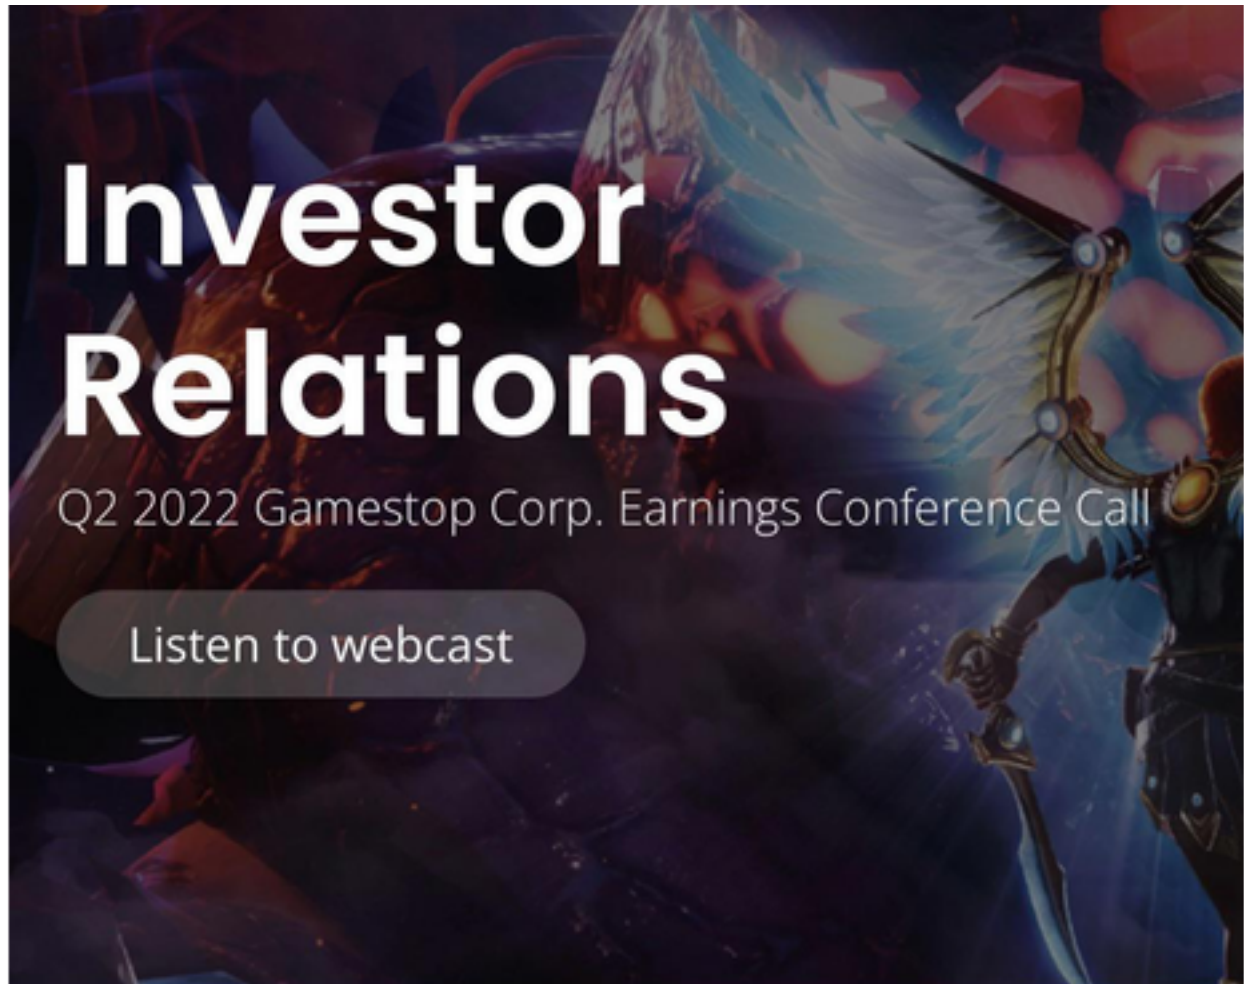 Investor
Relations
Q2 2022 Gamestop Corp. Earnings Conference Call
Listen to webcast